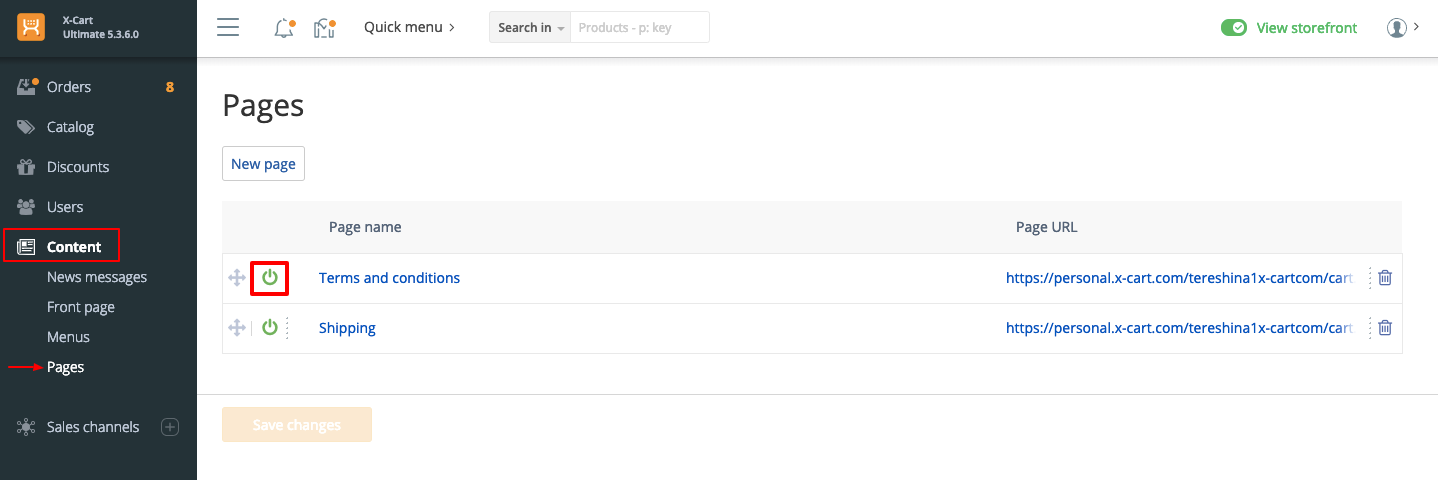 X-Cart
Ultimate 5.3.6.0
Quick menu
Search in
Products - p: key
View storefront
Orders 8
Catalog
Discounts
Users
Content
News messages
Front page
Menus
Pages
Sales channels
Pages
New page
Page name Page URL
Terms and conditions https://personal.x-cart.com/tereshina1x-cartcom/cart
Shipping https://personal.x-cart.com/tereshina1x-cartcom/cart
Save changes